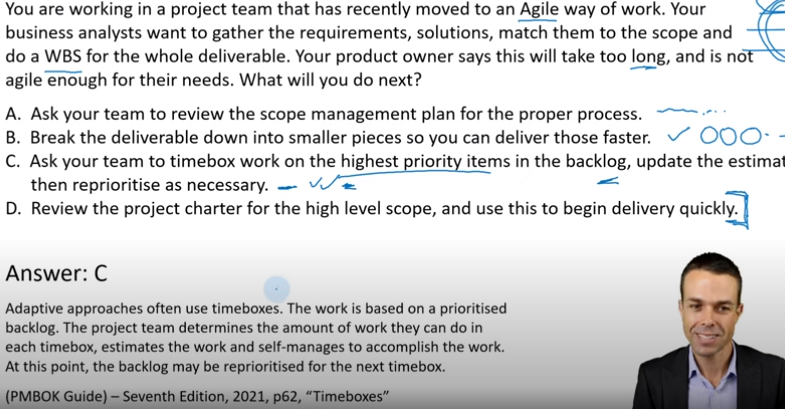 You are working in a project team that has recently moved to an Agile way of work. Your
business analysts want to gather the requirements, solutions, match them to the scope and
do a WBS for the whole deliverable. Your product owner says this will take too long, and is not
agile enough for their needs. What will you do next?
A. Ask your team to review the scope management plan for the proper process.
B. Break the deliverable down into smaller pieces so you can deliver those faster.
C. Ask your team to timebox work on the highest priority items in the backlog, update the estimat
then reprioritise as necessary.
D. Review the project charter for the high level scope, and use this to begin delivery quickly.
Answer: C
Adaptive approaches often use timeboxes. The work is based on a prioritised
backlog. The project team determines the amount of work they can do in
each timebox, estimates the work and self-manages to accomplish the work.
At this point, the backlog may be reprioritised for the next timebox.
(PMBOK Guide) – Seventh Edition, 2021, p62, “Timeboxes”